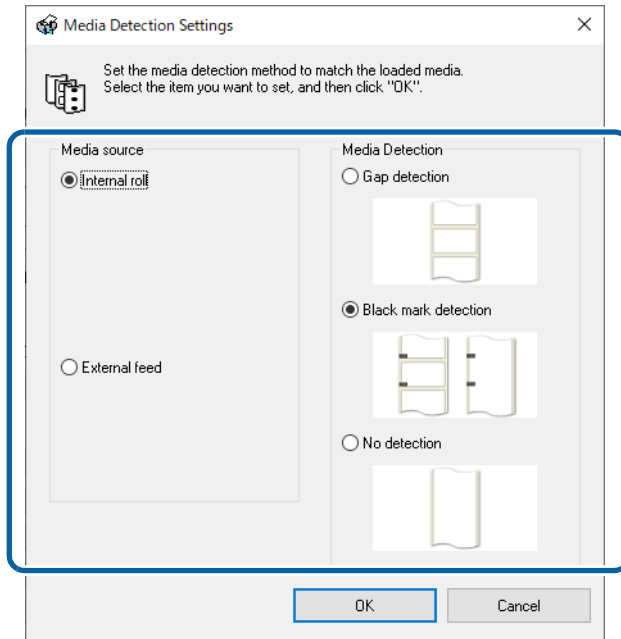 Media Detection Settings
Set the media detection method to match the loaded media.
Select the item you want to set, and then click "OK".
Media source
Internal roll
External feed
Media Detection
Gap detection
Black mark detection
No detection
OK
Cancel